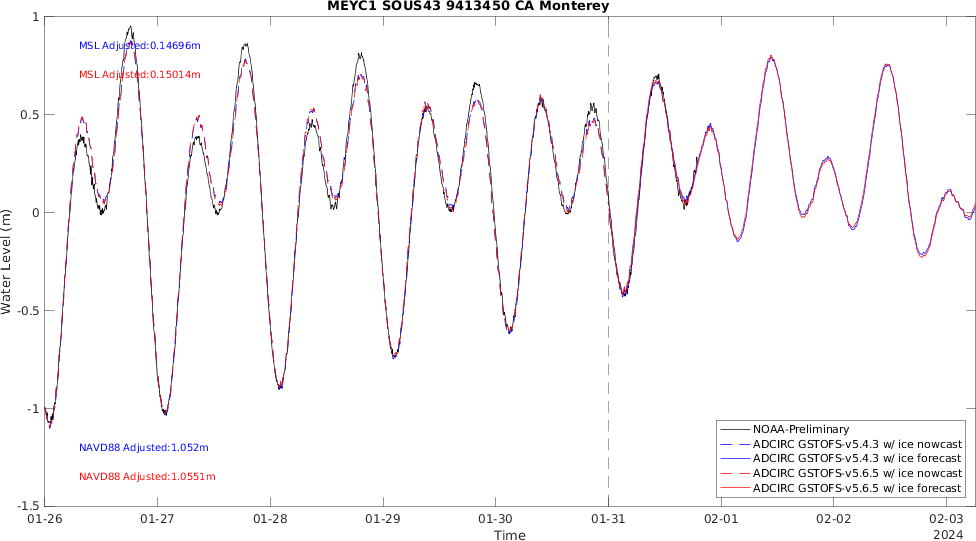 MEYC1 SOUS43 9413450 CA Monterey
MSL Adjusted:0.14696m
MSL Adjusted:0.15014m
NAVD88 Adjusted:1.052m
NAVD88 Adjusted:1.0551m
Water Level (m)
1
0.5
0
-0.5
-1
-1.5
NOAA-Preliminary
ADCIRC GSTOFS-v5.4.3 w/ ice nowcast
ADCIRC GSTOFS-v5.4.3 w/ ice forecast
ADCIRC GSTOFS-v5.6.5 w/ ice nowcast
ADCIRC GSTOFS-v5.6.5 w/ ice forecast
01-26 01-27 01-28 01-29 01-30 01-31 02-01 02-02 02-03
Time
2024